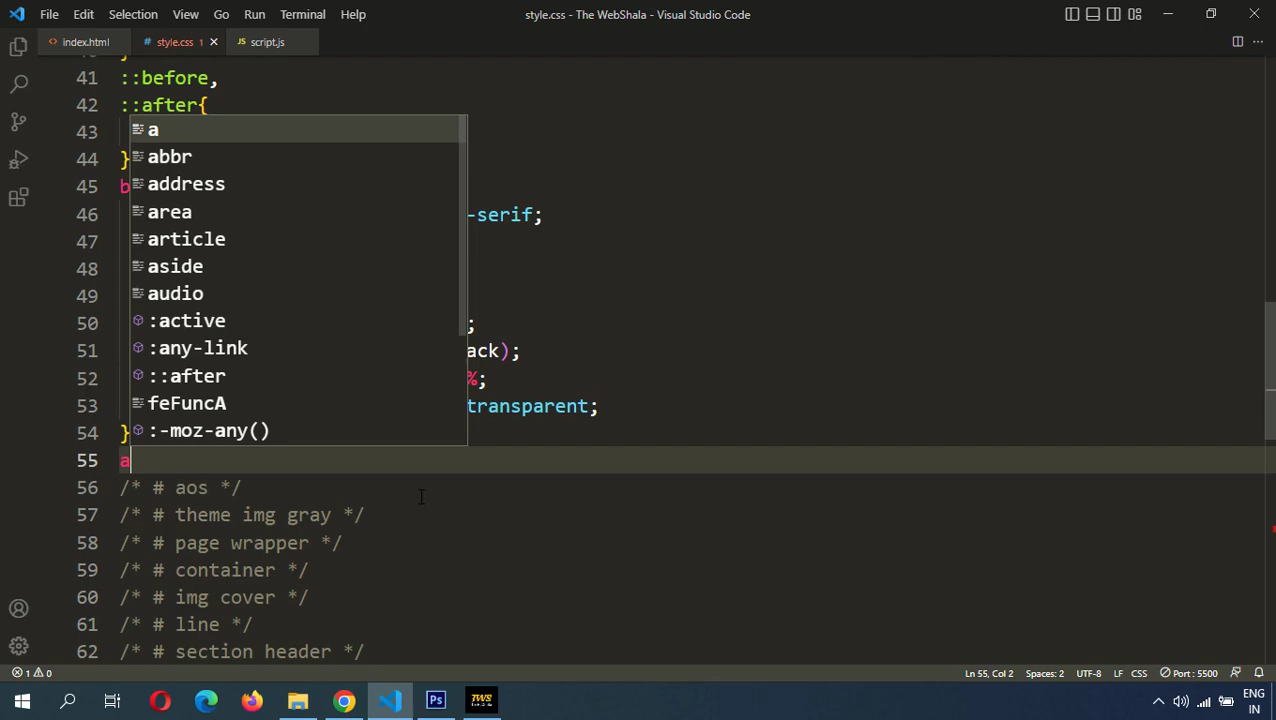 File Edit Selection View Go Run Terminal Help style.css - The WebShala - Visual Studio Code
index.html # style.css 1 JS script.js
41 ::before,
42 ::after{
43
44 }
45 b
46 -serif;
47
48
49
50 ;
51 ack);
52 %;
53 transparent;
54 }
a
abbr
address
area
article
aside
audio
:active
:any-link
::after
feFuncA
:-moz-any()
55 a
56 /* # aos */
57 /* # theme img gray */
58 /* # page wrapper */
59 /* # container */
60 /* # img cover */
61 /* # line */
62 /* # section header */
1 0 Ln 55, Col 2 Spaces: 2 UTF-8 LF CSS Port : 5500
Ps TWS ENG
IN